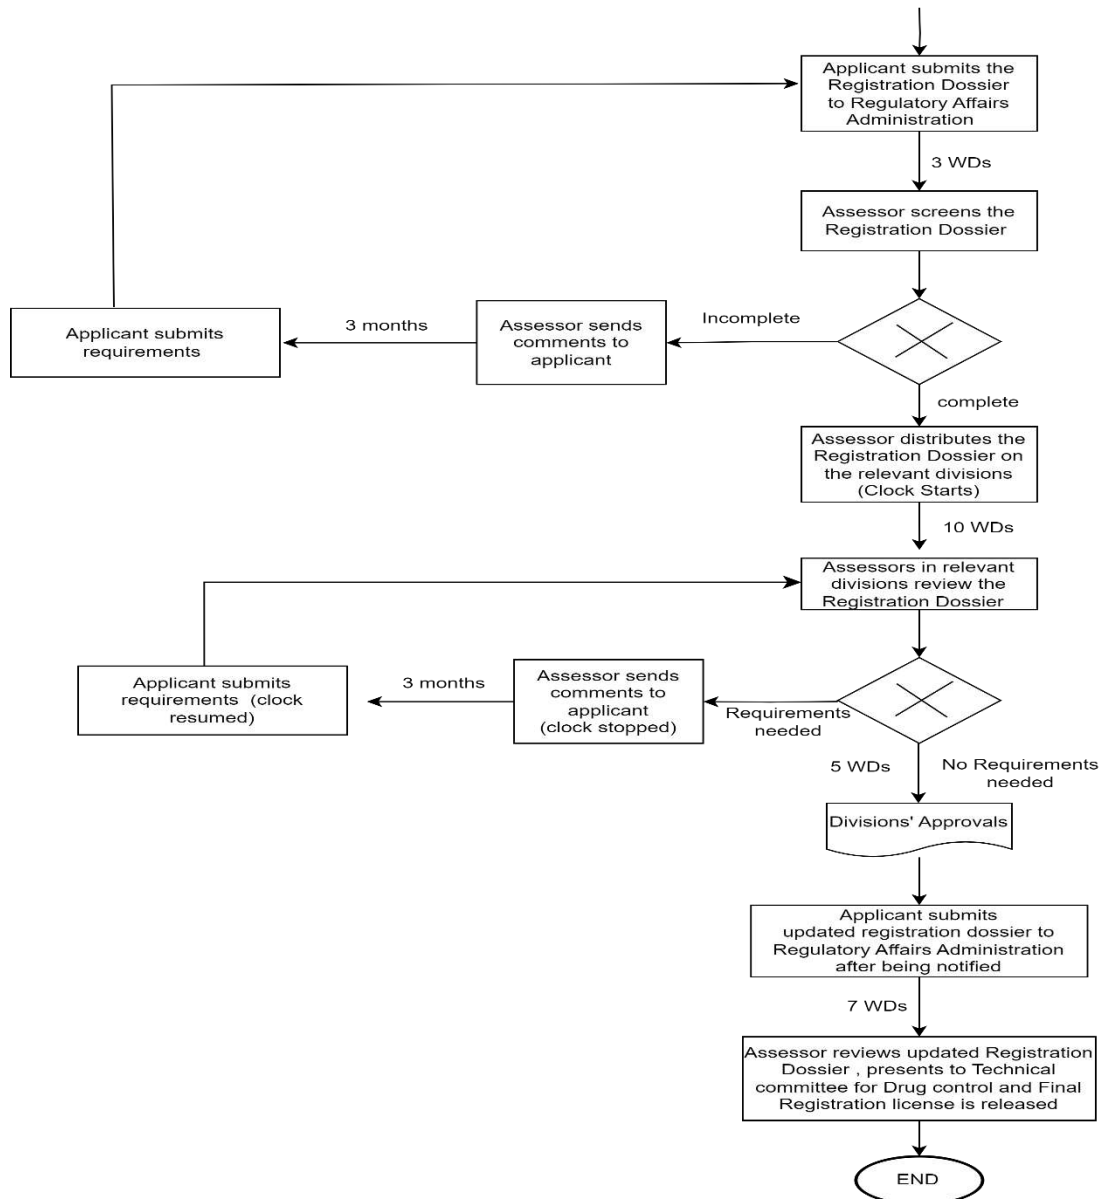 Applicant submits the
Registration Dossier
to Regulatory Affairs
Administration
3 WDs
Assessor screens the
Registration Dossier
Incomplete
Assessor sends
comments to
applicant
3 months
Applicant submits
requirements
complete
Assessor distributes the
Registration Dossier on
the relevant divisions
(Clock Starts)
10 WDs
Assessors in relevant
divisions review the
Registration Dossier
Requirements
needed
Assessor sends
comments to
applicant
(clock stopped)
3 months
Applicant submits
requirements (clock
resumed)
5 WDs
No Requirements
needed
Divisions' Approvals
Applicant submits
updated registration dossier to
Regulatory Affairs Administration
after being notified
7 WDs
Assessor reviews updated Registration
Dossier , presents to Technical
committee for Drug control and Final
Registration license is released
END